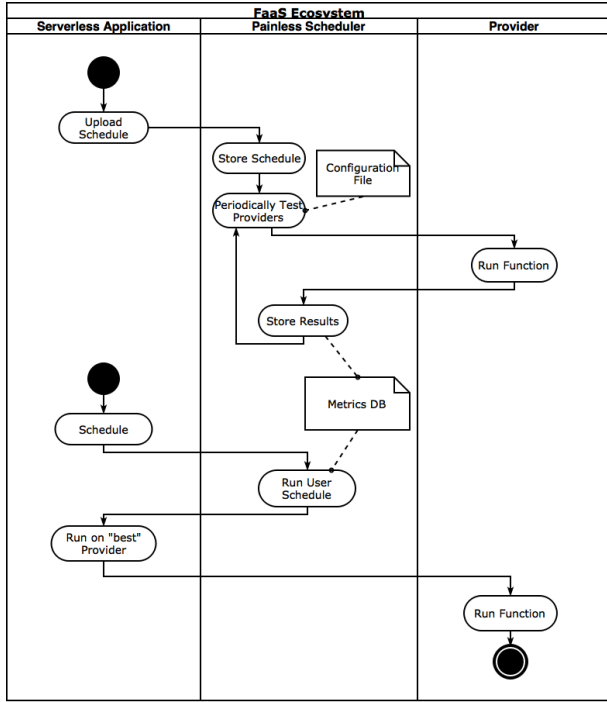 FaaS Ecosystem
Serverless Application
Painless Scheduler
Provider
Upload
Schedule
Store Schedule
Configuration
File
Periodically Test
Providers
Run Function
Store Results
Metrics DB
Schedule
Run User
Schedule
Run on "best"
Provider
Run Function